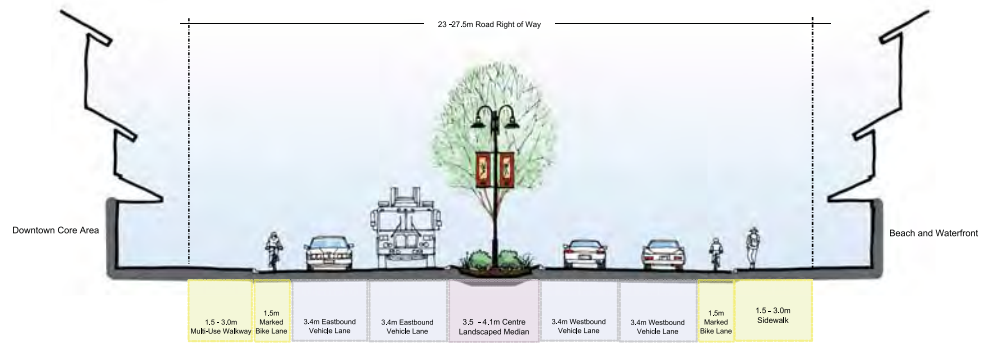 23 -27.5m Road Right of Way
Downtown Core Area
Beach and Waterfront
1.5 - 3.0m
Multi-Use Walkway
1.5m
Marked
Bike Lane
3.4m Eastbound
Vehicle Lane
3.4m Eastbound
Vehicle Lane
3.5 - 4.1m Centre
Landscaped Median
3.4m Westbound
Vehicle Lane
3.4m Westbound
Vehicle Lane
1.5m
Marked
Bike Lane
1.5 - 3.0m
Sidewalk